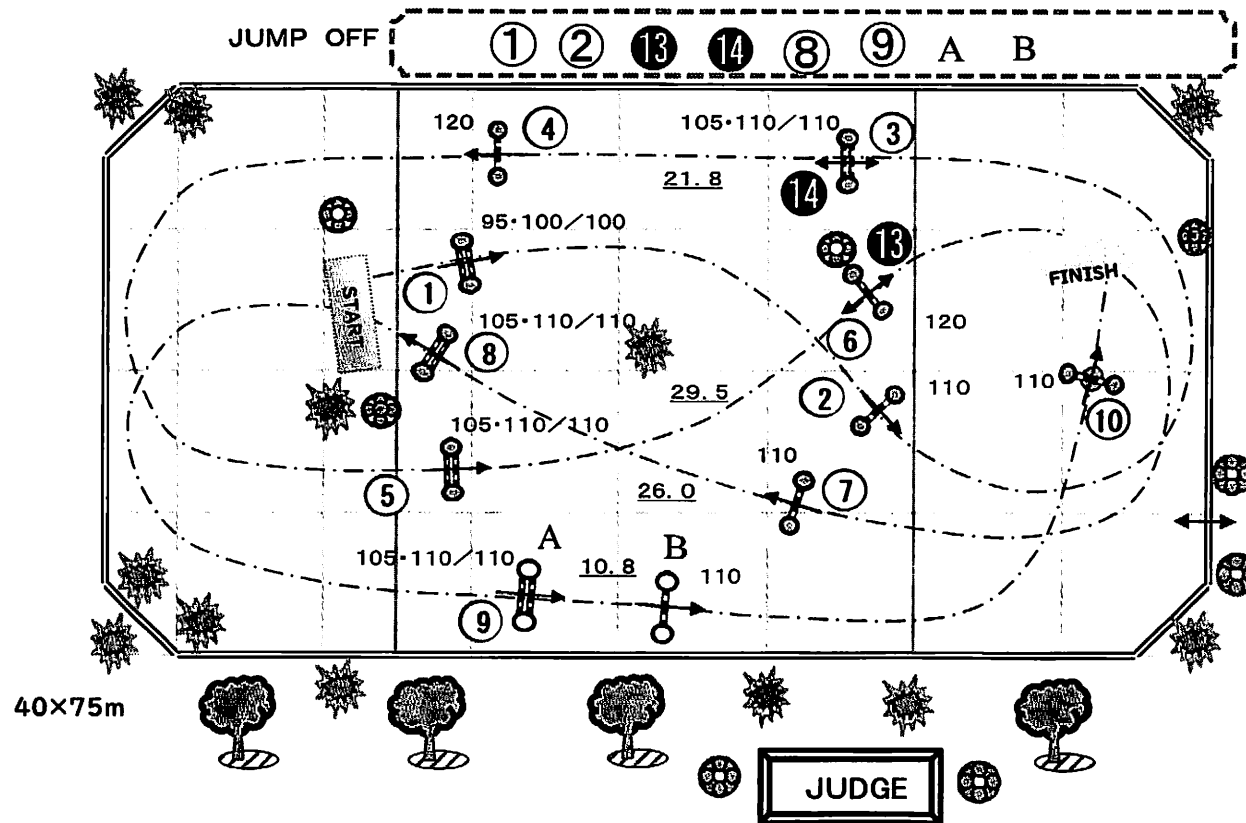 JUMP OFF ① ② ⓭ ⓮ ⑧ ⑨ A B
120 ④ 105・110/110 ③
21.8 ⓮
95・100/100 ⓭
① START FINISH
105・110/110 ⑧ ⑥ 120
29.5 ② 110 110 ⑩
105・110/110
110
⑤ 26.0 ⑦
105・110/110 A 10.8 B 110
⑨
40×75m
JUDGE